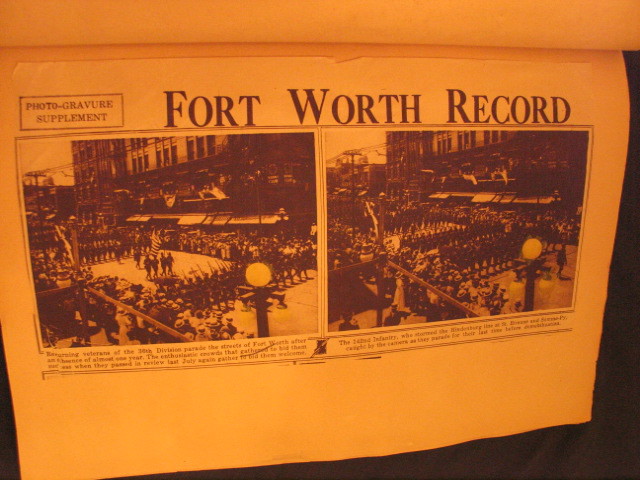 PHOTO-GRAVURE
SUPPLEMENT
FORT WORTH RECORD
Returning veterans of the 36th Division parade the streets of Fort Worth after
an absence of almost one year. The enthusiastic crowds that gathered to bid them
when they passed in review last July again gather to bid them welcome.
The 142nd Infantry, who stormed the Hindenburg line at St. Etienne and
caught by the camera as they parade for their last time before demobilization.